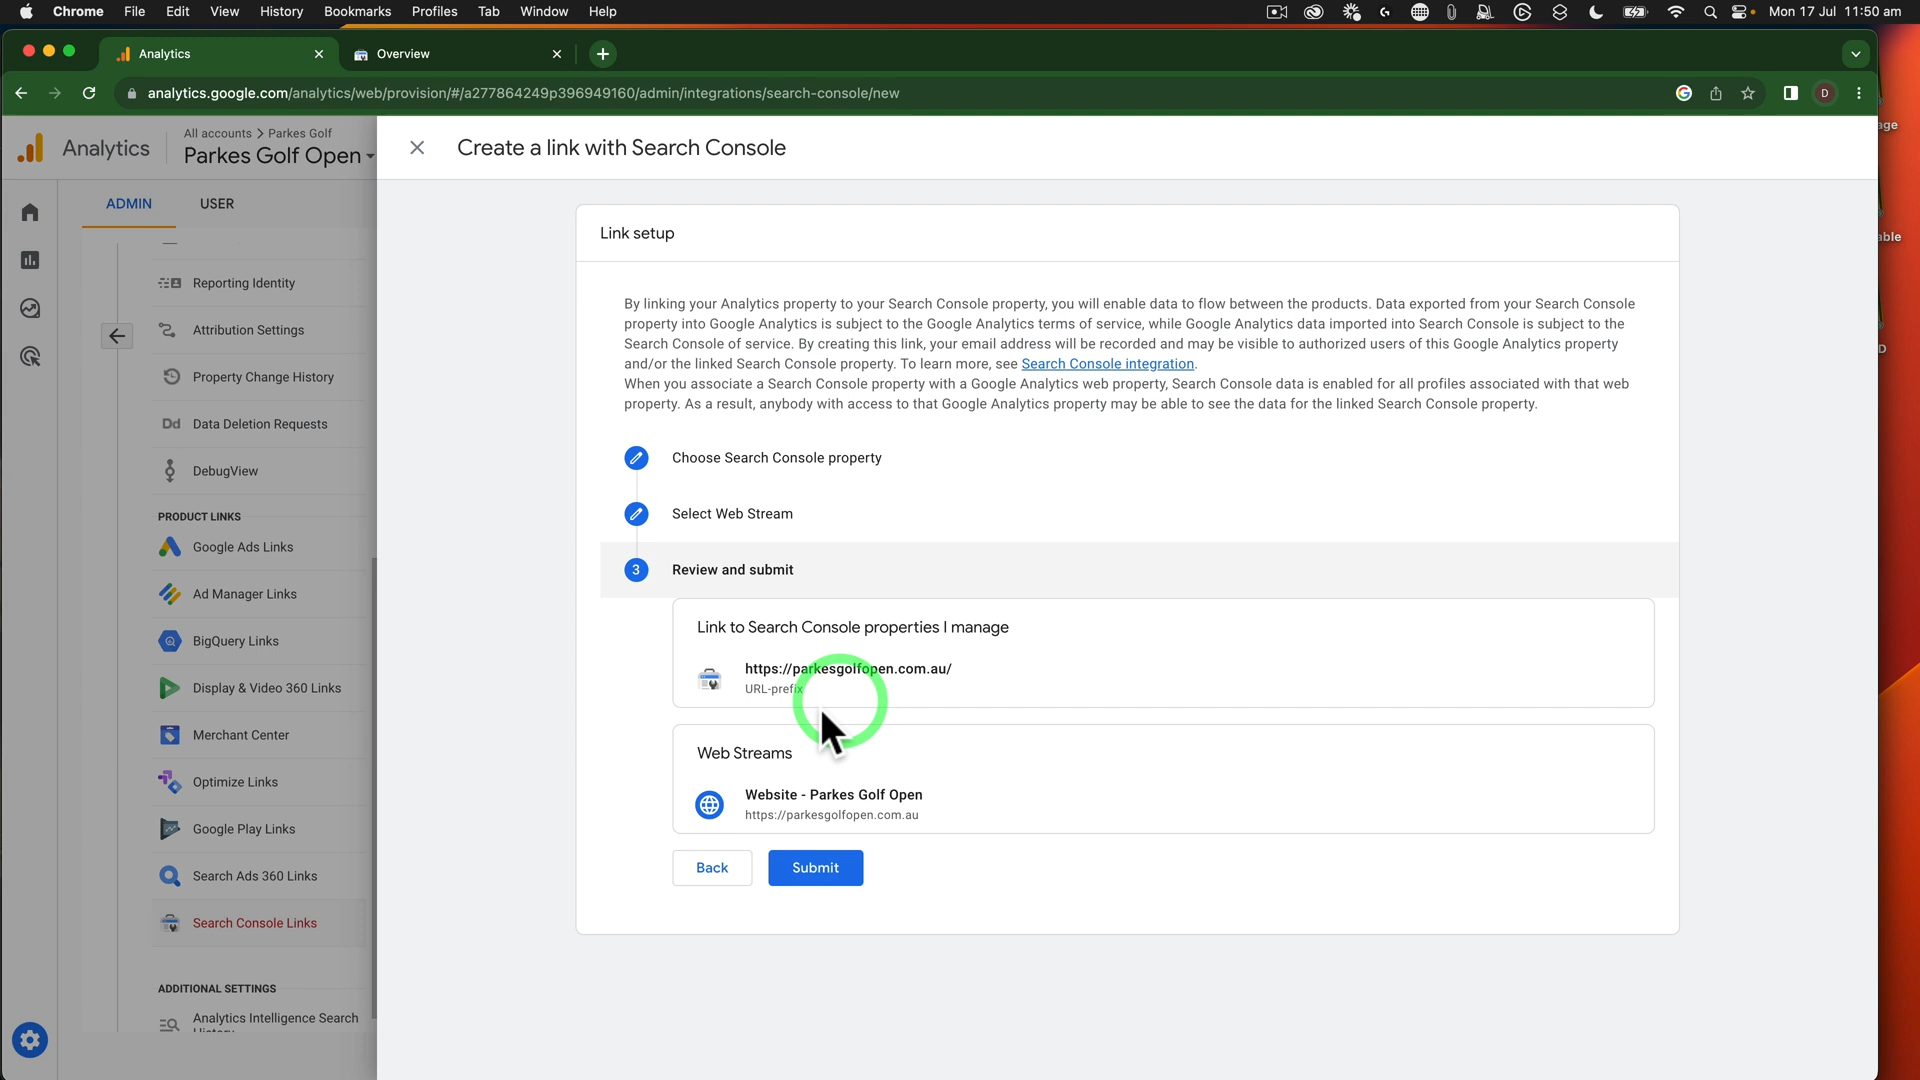 Chrome File Edit View History Bookmarks Profiles Tab Window Help Mon 17 Jul 11:50 am
Analytics
Overview
analytics.google.com/analytics/web/provision/#/a277864249p396949160/admin/integrations/search-console/new
D
Analytics
All accounts > Parkes Golf
Parkes Golf Open
ADMIN USER
Reporting Identity
Attribution Settings
Property Change History
Dd Data Deletion Requests
DebugView
PRODUCT LINKS
Google Ads Links
Ad Manager Links
BigQuery Links
Display & Video 360 Links
Merchant Center
Optimize Links
Google Play Links
Search Ads 360 Links
Search Console Links
ADDITIONAL SETTINGS
Analytics Intelligence Search
Create a link with Search Console
Link setup
By linking your Analytics property to your Search Console property, you will enable data to flow between the products. Data exported from your Search Console
property into Google Analytics is subject to the Google Analytics terms of service, while Google Analytics data imported into Search Console is subject to the
Search Console of service. By creating this link, your email address will be recorded and may be visible to authorized users of this Google Analytics property
and/or the linked Search Console property. To learn more, see Search Console integration.
When you associate a Search Console property with a Google Analytics web property, Search Console data is enabled for all profiles associated with that web
property. As a result, anybody with access to that Google Analytics property may be able to see the data for the linked Search Console property.
Choose Search Console property
Select Web Stream
3 Review and submit
Link to Search Console properties I manage
https://parkesgolfopen.com.au/
URL-prefix
Web Streams
Website - Parkes Golf Open
https://parkesgolfopen.com.au
Back Submit
age
able
D